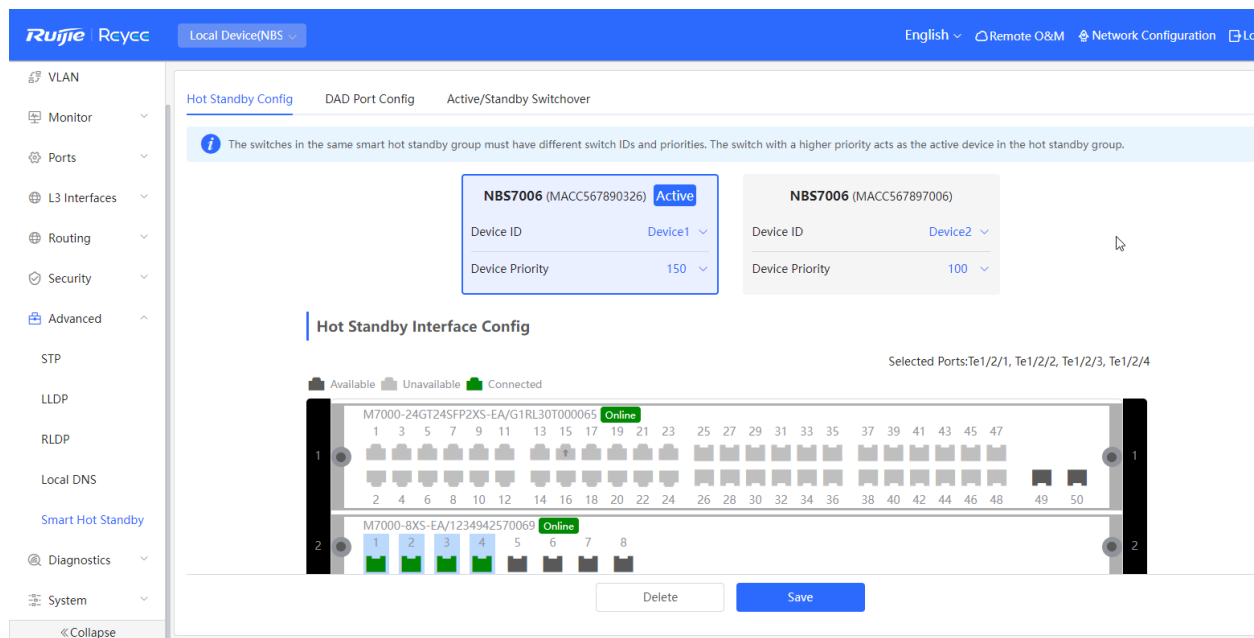 Ruijie | Reyee Local Device(NBS English Remote O&M Network Configuration Lo
VLAN
Monitor
Ports
L3 Interfaces
Routing
Security
Advanced
STP
LLDP
RLDP
Local DNS
Smart Hot Standby
Diagnostics
System
«Collapse
Hot Standby Config DAD Port Config Active/Standby Switchover
The switches in the same smart hot standby group must have different switch IDs and priorities. The switch with a higher priority acts as the active device in the hot standby group.
NBS7006 (MACC567890326) Active
Device ID Device1
Device Priority 150
NBS7006 (MACC567897006)
Device ID Device2
Device Priority 100
Hot Standby Interface Config
Selected Ports:Te1/2/1, Te1/2/2, Te1/2/3, Te1/2/4
Available Unavailable Connected
M7000-24GT24SFP2XS-EA/G1RL30T000065 Online
1 3 5 7 9 11 13 15 17 19 21 23 25 27 29 31 33 35 37 39 41 43 45 47
1 1
2 4 6 8 10 12 14 16 18 20 22 24 26 28 30 32 34 36 38 40 42 44 46 48 49 50
M7000-8XS-EA/1234942570069 Online
1 2 3 4 5 6 7 8
2 2
Delete Save